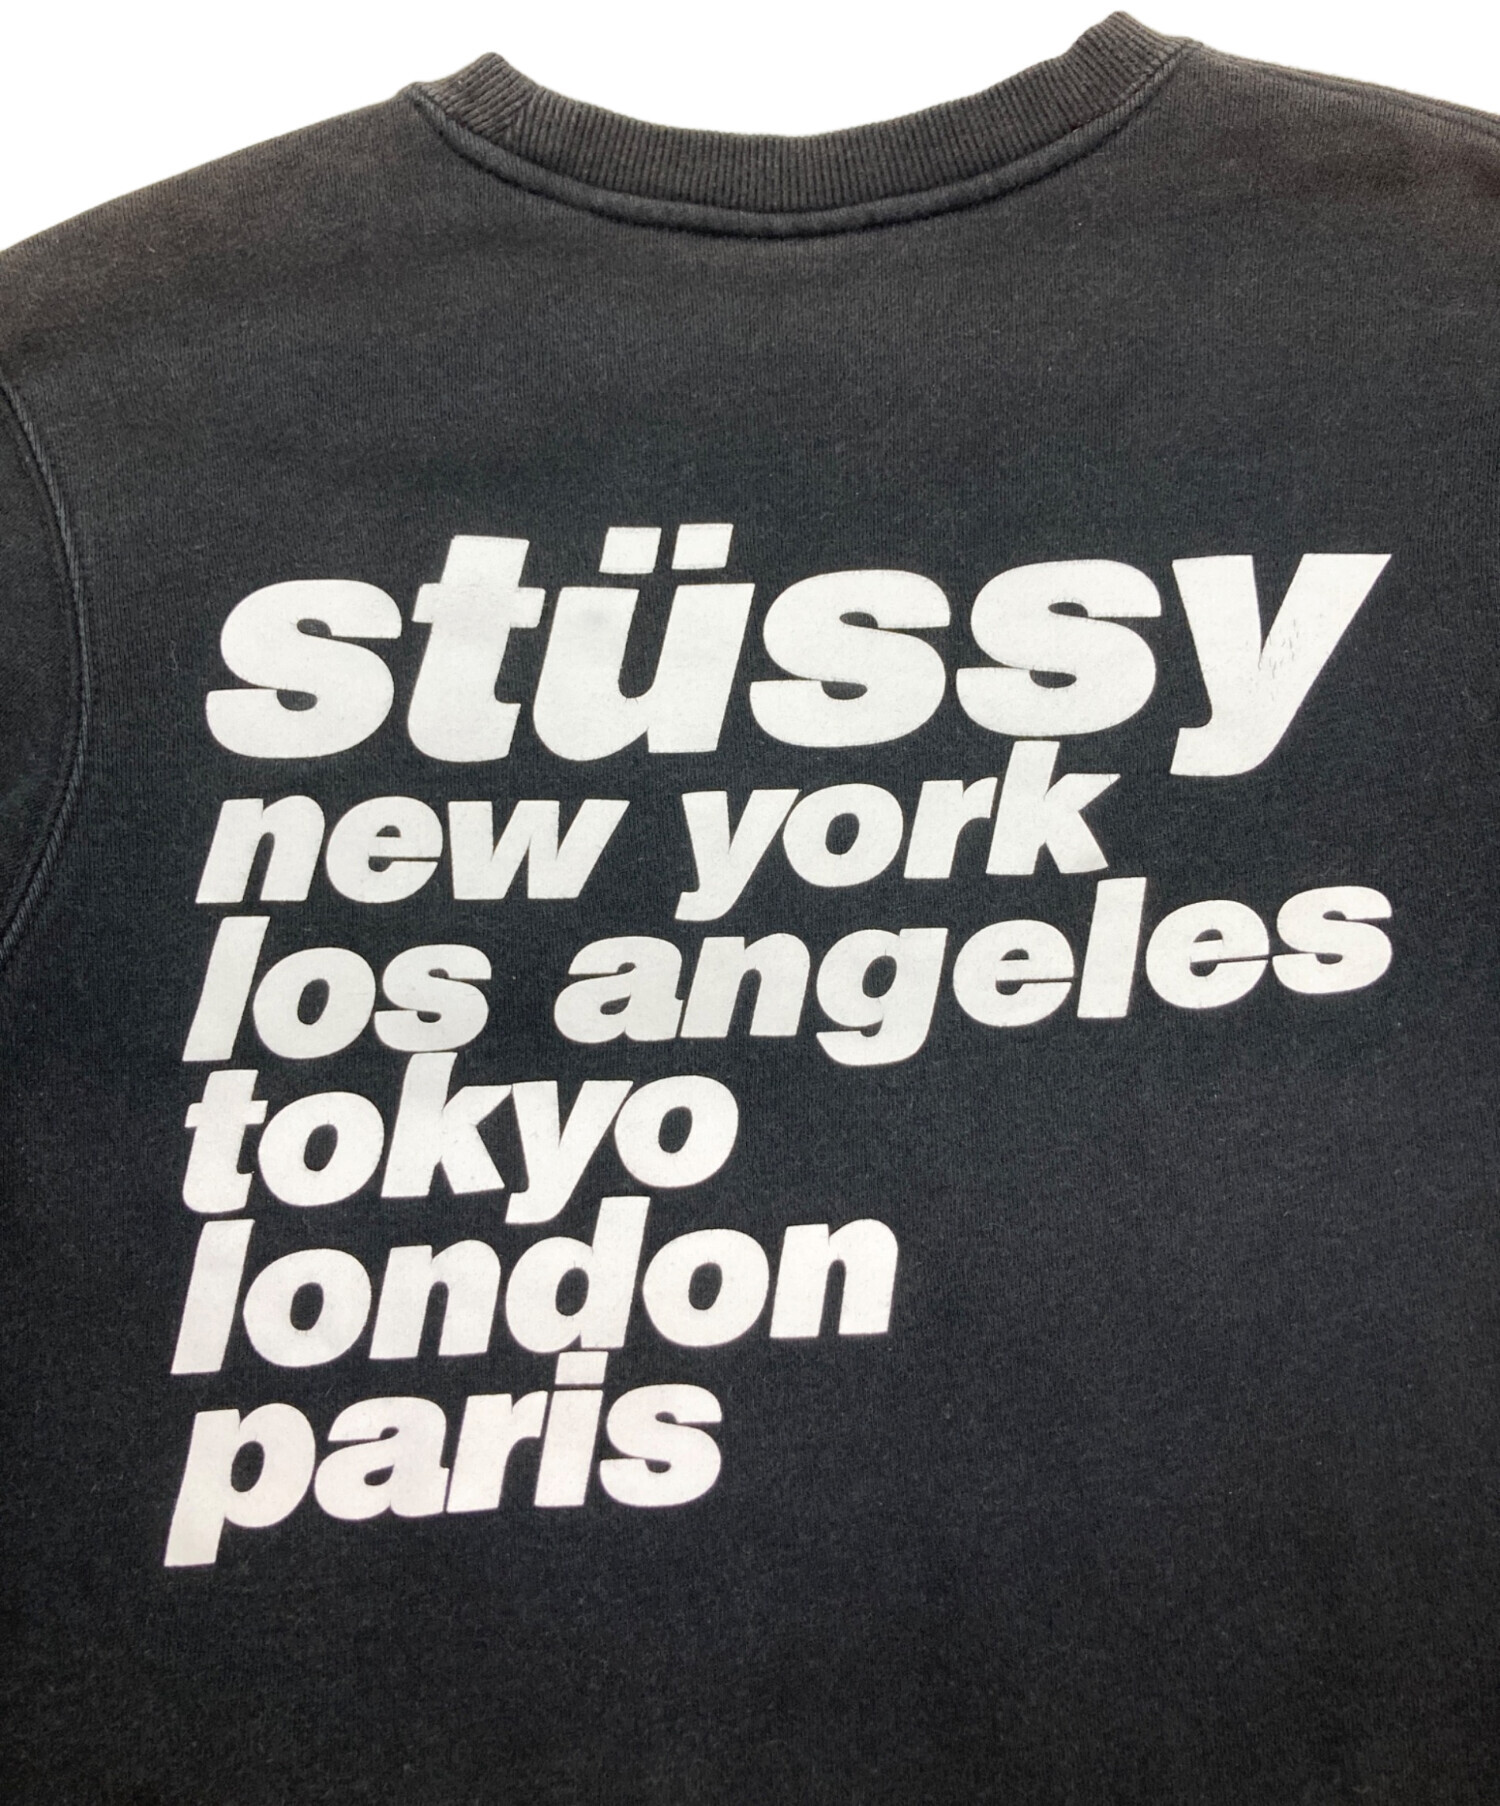 stüssy
new york
los angeles
tokyo
london
paris